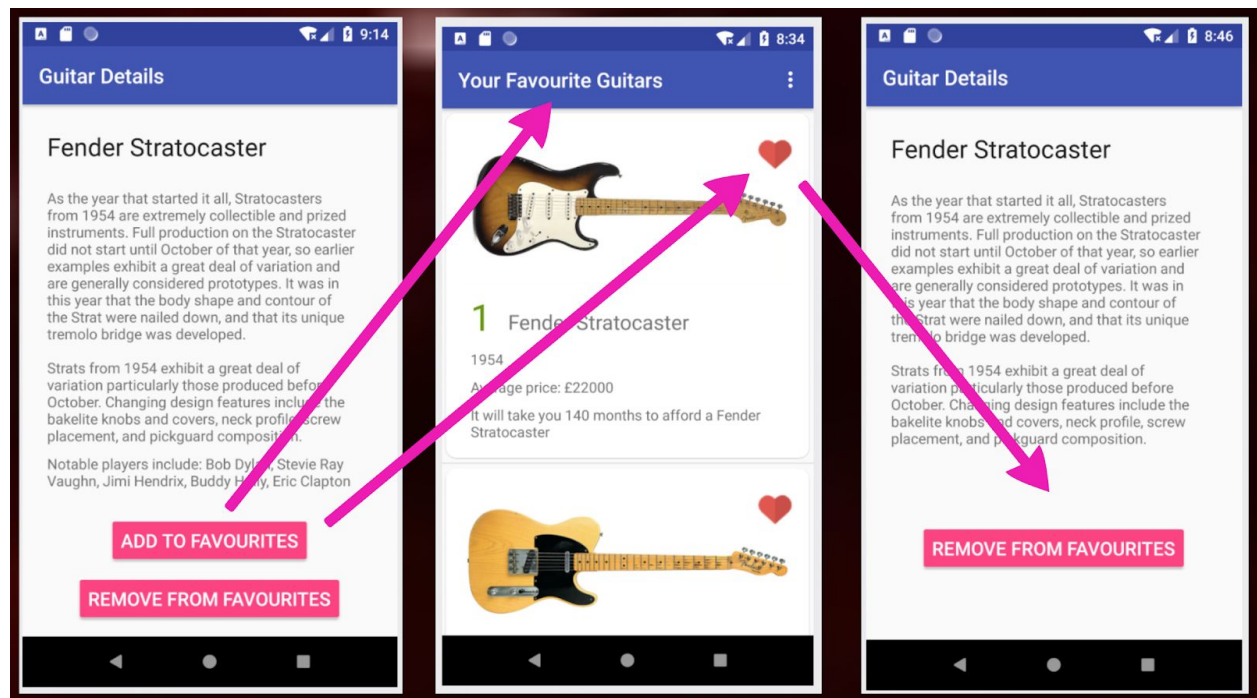 9:14
Guitar Details
Fender Stratocaster
As the year that started it all, Stratocasters
from 1954 are extremely collectible and prized
instruments. Full production on the Stratocaster
did not start until October of that year, so earlier
examples exhibit a great deal of variation and
are generally considered prototypes. It was in
this year that the body shape and contour of
the Strat were nailed down, and that its unique
tremolo bridge was developed.
Strats from 1954 exhibit a great deal of
variation particularly those produced before
October. Changing design features include the
bakelite knobs and covers, neck profile, screw
placement, and pickguard composition.
Notable players include: Bob Dylan, Stevie Ray
Vaughn, Jimi Hendrix, Buddy Holly, Eric Clapton
ADD TO FAVOURITES
REMOVE FROM FAVOURITES
8:34
Your Favourite Guitars
1 Fender Stratocaster
1954
Average price: £22000
It will take you 140 months to afford a Fender
Stratocaster
8:46
Guitar Details
Fender Stratocaster
As the year that started it all, Stratocasters
from 1954 are extremely collectible and prized
instruments. Full production on the Stratocaster
did not start until October of that year, so earlier
examples exhibit a great deal of variation and
are generally considered prototypes. It was in
this year that the body shape and contour of
the Strat were nailed down, and that its unique
tremolo bridge was developed.
Strats from 1954 exhibit a great deal of
variation particularly those produced before
October. Changing design features include the
bakelite knobs and covers, neck profile, screw
placement, and pickguard composition.
REMOVE FROM FAVOURITES